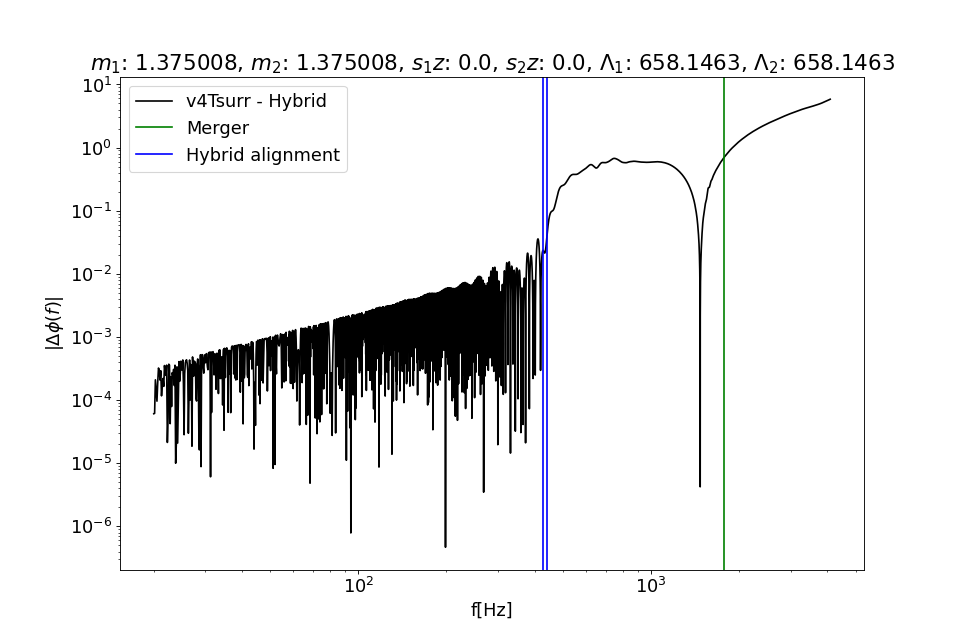 m₁: 1.375008, m₂: 1.375008, s₁z: 0.0, s₂z: 0.0, Λ₁: 658.1463, Λ₂: 658.1463
v4Tsurr - Hybrid
Merger
Hybrid alignment
10¹
10⁰
10⁻¹
10⁻²
10⁻³
10⁻⁴
10⁻⁵
10⁻⁶
|Δϕ(f)|
10²
10³
f[Hz]